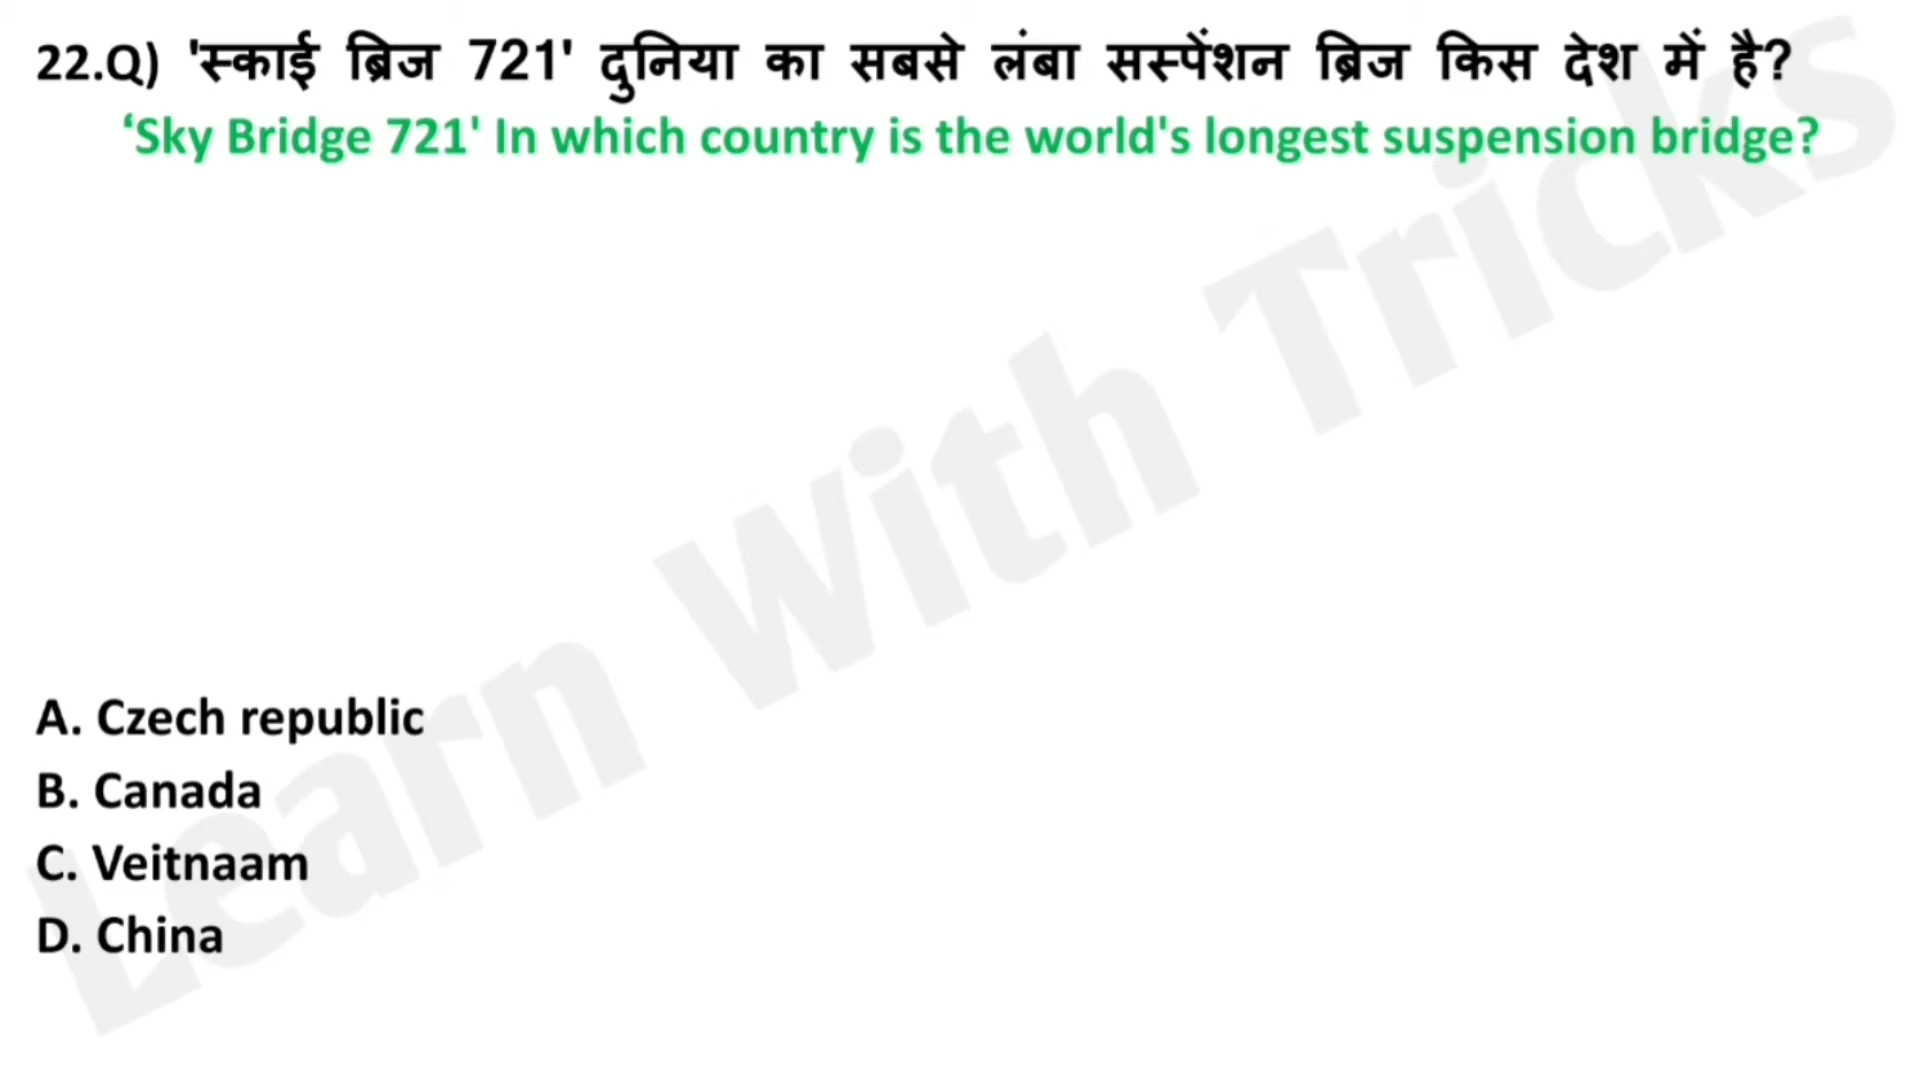 22.Q) 'स्काई ब्रिज 721' दुनिया का सबसे लंबा सस्पेंशन ब्रिज किस देश में है?
‘Sky Bridge 721' In which country is the world's longest suspension bridge?
Learn With Tricks
A. Czech republic
B. Canada
C. Veitnaam
D. China